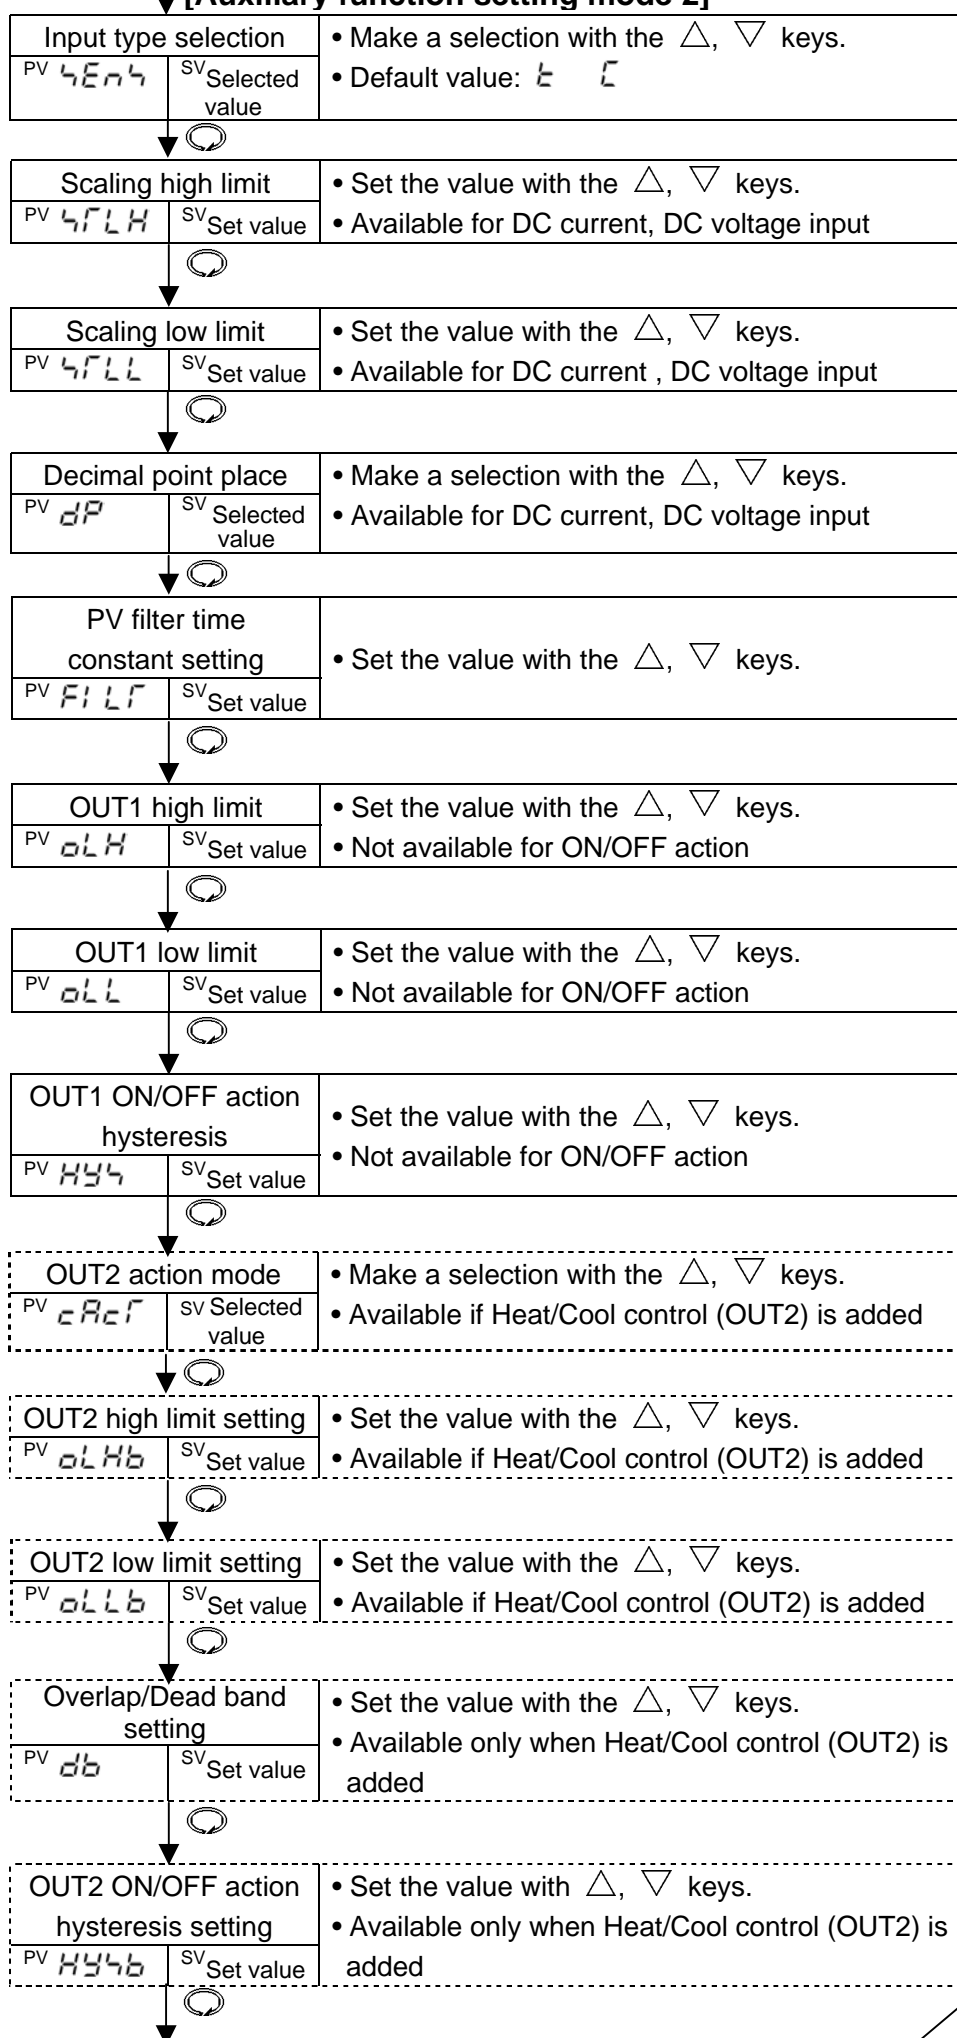 [Auxiliary function setting mode 2]
Input type selection
PV SEnS
SV Selected
value
• Make a selection with the △, ▽ keys.
• Default value: E C
Scaling high limit
PV SfLH
SV Set value
• Set the value with the △, ▽ keys.
• Available for DC current, DC voltage input
Scaling low limit
PV SfLL
SV Set value
• Set the value with the △, ▽ keys.
• Available for DC current , DC voltage input
Decimal point place
PV dP
SV Selected
value
• Make a selection with the △, ▽ keys.
• Available for DC current, DC voltage input
PV filter time
constant setting
PV FILT
SV Set value
• Set the value with the △, ▽ keys.
OUT1 high limit
PV oLH
SV Set value
• Set the value with the △, ▽ keys.
• Not available for ON/OFF action
OUT1 low limit
PV oLL
SV Set value
• Set the value with the △, ▽ keys.
• Not available for ON/OFF action
OUT1 ON/OFF action
hysteresis
PV HYS
SV Set value
• Set the value with the △, ▽ keys.
• Not available for ON/OFF action
OUT2 action mode
PV cAcT
SV Selected
value
• Make a selection with the △, ▽ keys.
• Available if Heat/Cool control (OUT2) is added
OUT2 high limit setting
PV oLHb
SV Set value
• Set the value with the △, ▽ keys.
• Available if Heat/Cool control (OUT2) is added
OUT2 low limit setting
PV oLLb
SV Set value
• Set the value with the △, ▽ keys.
• Available if Heat/Cool control (OUT2) is added
Overlap/Dead band
setting
PV db
SV Set value
• Set the value with the △, ▽ keys.
• Available only when Heat/Cool control (OUT2) is
added
OUT2 ON/OFF action
hysteresis setting
PV HYSb
SV Set value
• Set the value with △, ▽ keys.
• Available only when Heat/Cool control (OUT2) is
added